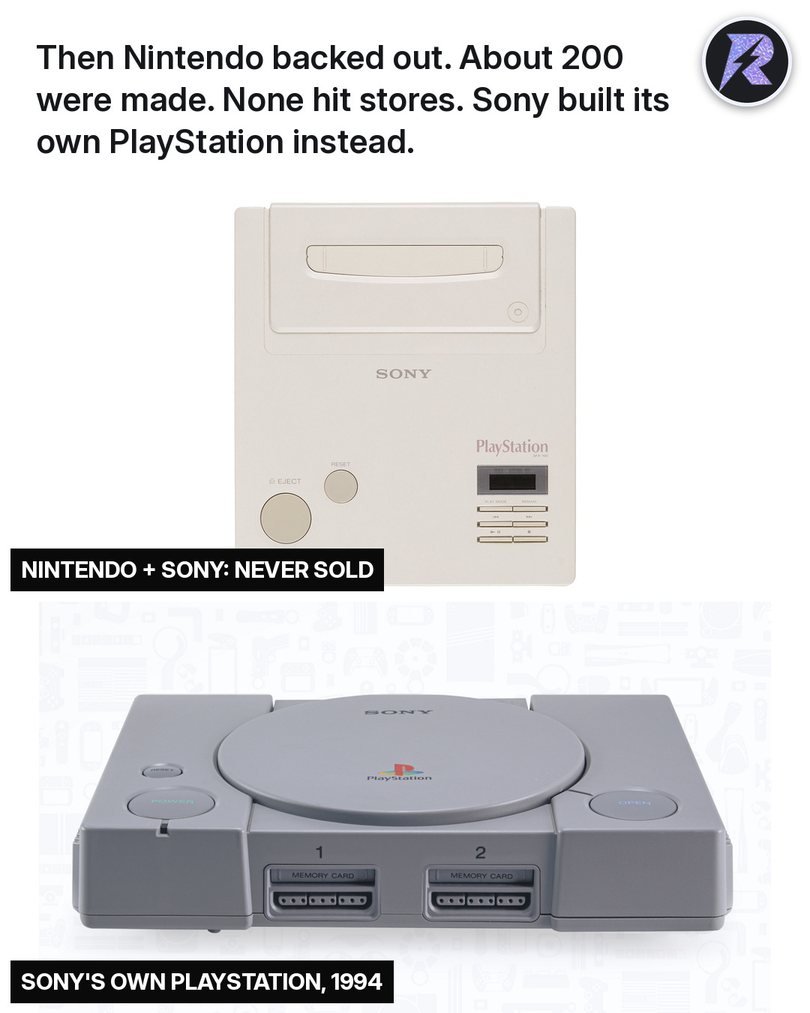 Then Nintendo backed out. About 200
were made. None hit stores. Sony built its
own PlayStation instead.
SONY
PlayStation
RESET
EJECT
NINTENDO + SONY: NEVER SOLD
SONY
RESET
PlayStation
POWER
OPEN
1
2
MEMORY CARD
MEMORY CARD
SONY'S OWN PLAYSTATION, 1994